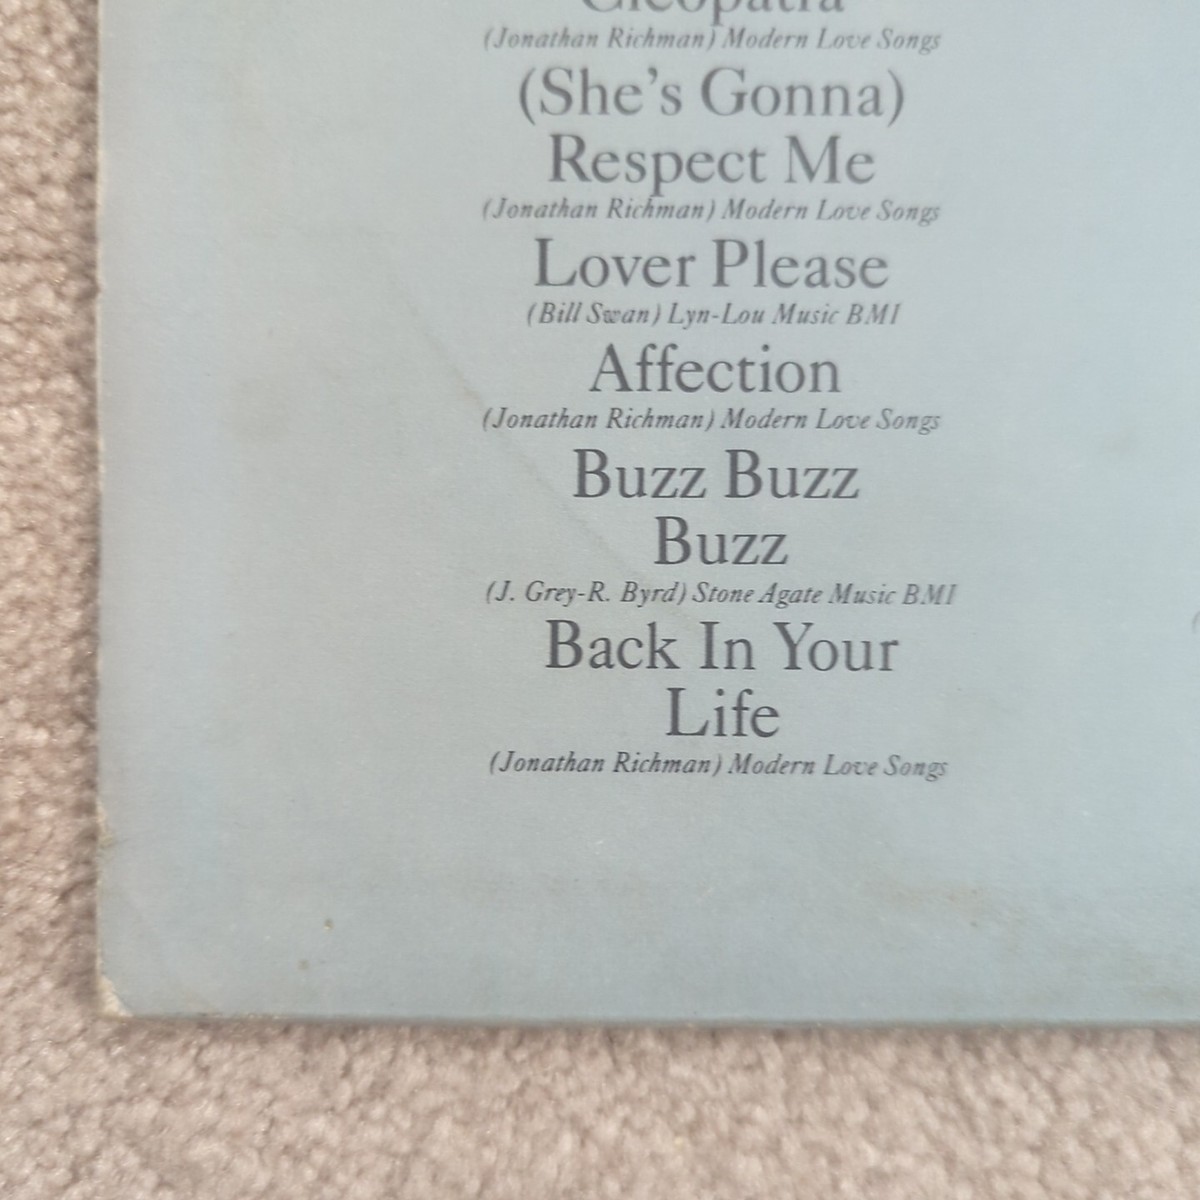 Cleopatra
(Jonathan Richman) Modern Love Songs
(She's Gonna)
Respect Me
(Jonathan Richman) Modern Love Songs
Lover Please
(Bill Swan) Lyn-Lou Music BMI
Affection
(Jonathan Richman) Modern Love Songs
Buzz Buzz
Buzz
(J. Grey-R. Byrd) Stone Agate Music BMI
Back In Your
Life
(Jonathan Richman) Modern Love Songs